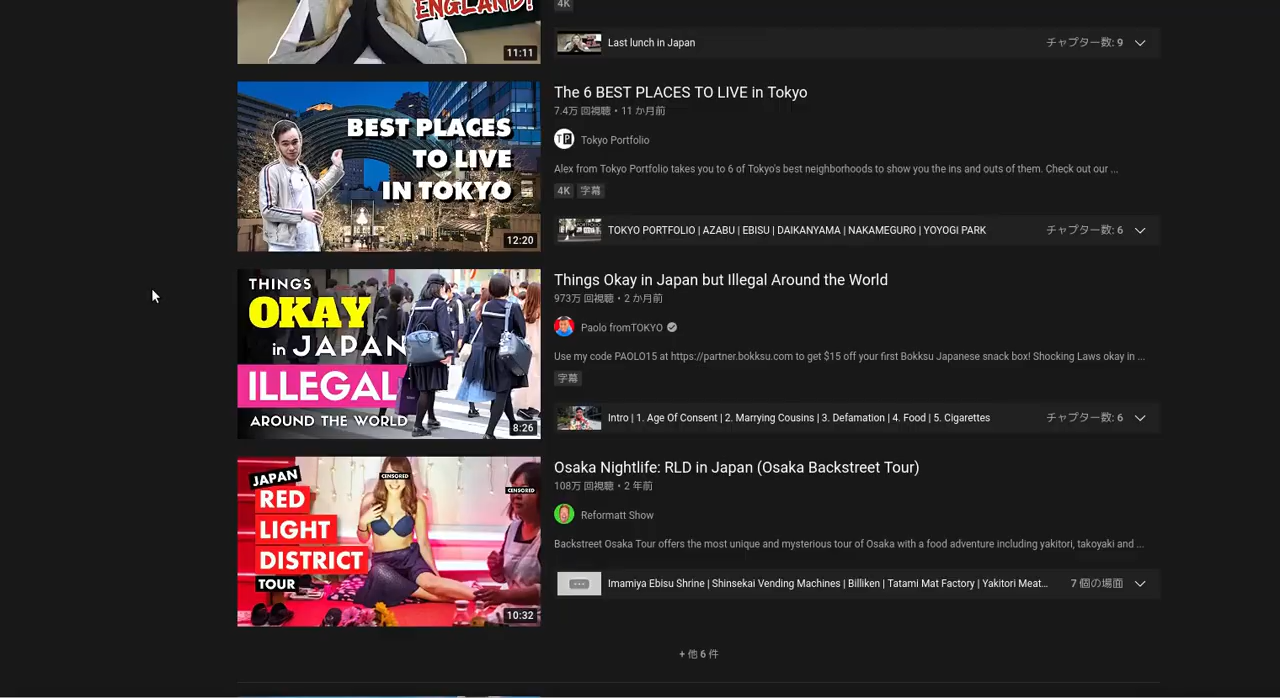 ENGLAND!
11:11
4K
Last lunch in Japan
チャプター数: 9
BEST PLACES
TO LIVE
IN TOKYO
12:20
The 6 BEST PLACES TO LIVE in Tokyo
7.4万 回視聴・11 か月前
TP
Tokyo Portfolio
Alex from Tokyo Portfolio takes you to 6 of Tokyo's best neighborhoods to show you the ins and outs of them. Check out our ...
4K 字幕
TOKYO PORTFOLIO | AZABU | EBISU | DAIKANYAMA | NAKAMEGURO | YOYOGI PARK
チャプター数: 6
THINGS
OKAY
in JAPAN
ILLEGAL
AROUND THE WORLD
8:26
Things Okay in Japan but Illegal Around the World
973万 回視聴・2 か月前
Paolo fromTOKYO
Use my code PAOLO15 at https://partner.bokksu.com to get $15 off your first Bokksu Japanese snack box! Shocking Laws okay in ...
字幕
Intro | 1. Age Of Consent | 2. Marrying Cousins | 3. Defamation | 4. Food | 5. Cigarettes
チャプター数: 6
JAPAN
RED
LIGHT
DISTRICT
TOUR
CENSORED
CENSORED
10:32
Osaka Nightlife: RLD in Japan (Osaka Backstreet Tour)
108万 回視聴・2 年前
Reformatt Show
Backstreet Osaka Tour offers the most unique and mysterious tour of Osaka with a food adventure including yakitori, takoyaki and ...
Imamiya Ebisu Shrine | Shinsekai Vending Machines | Billiken | Tatami Mat Factory | Yakitori Meat...
7 個の場面
+ 他 6 件